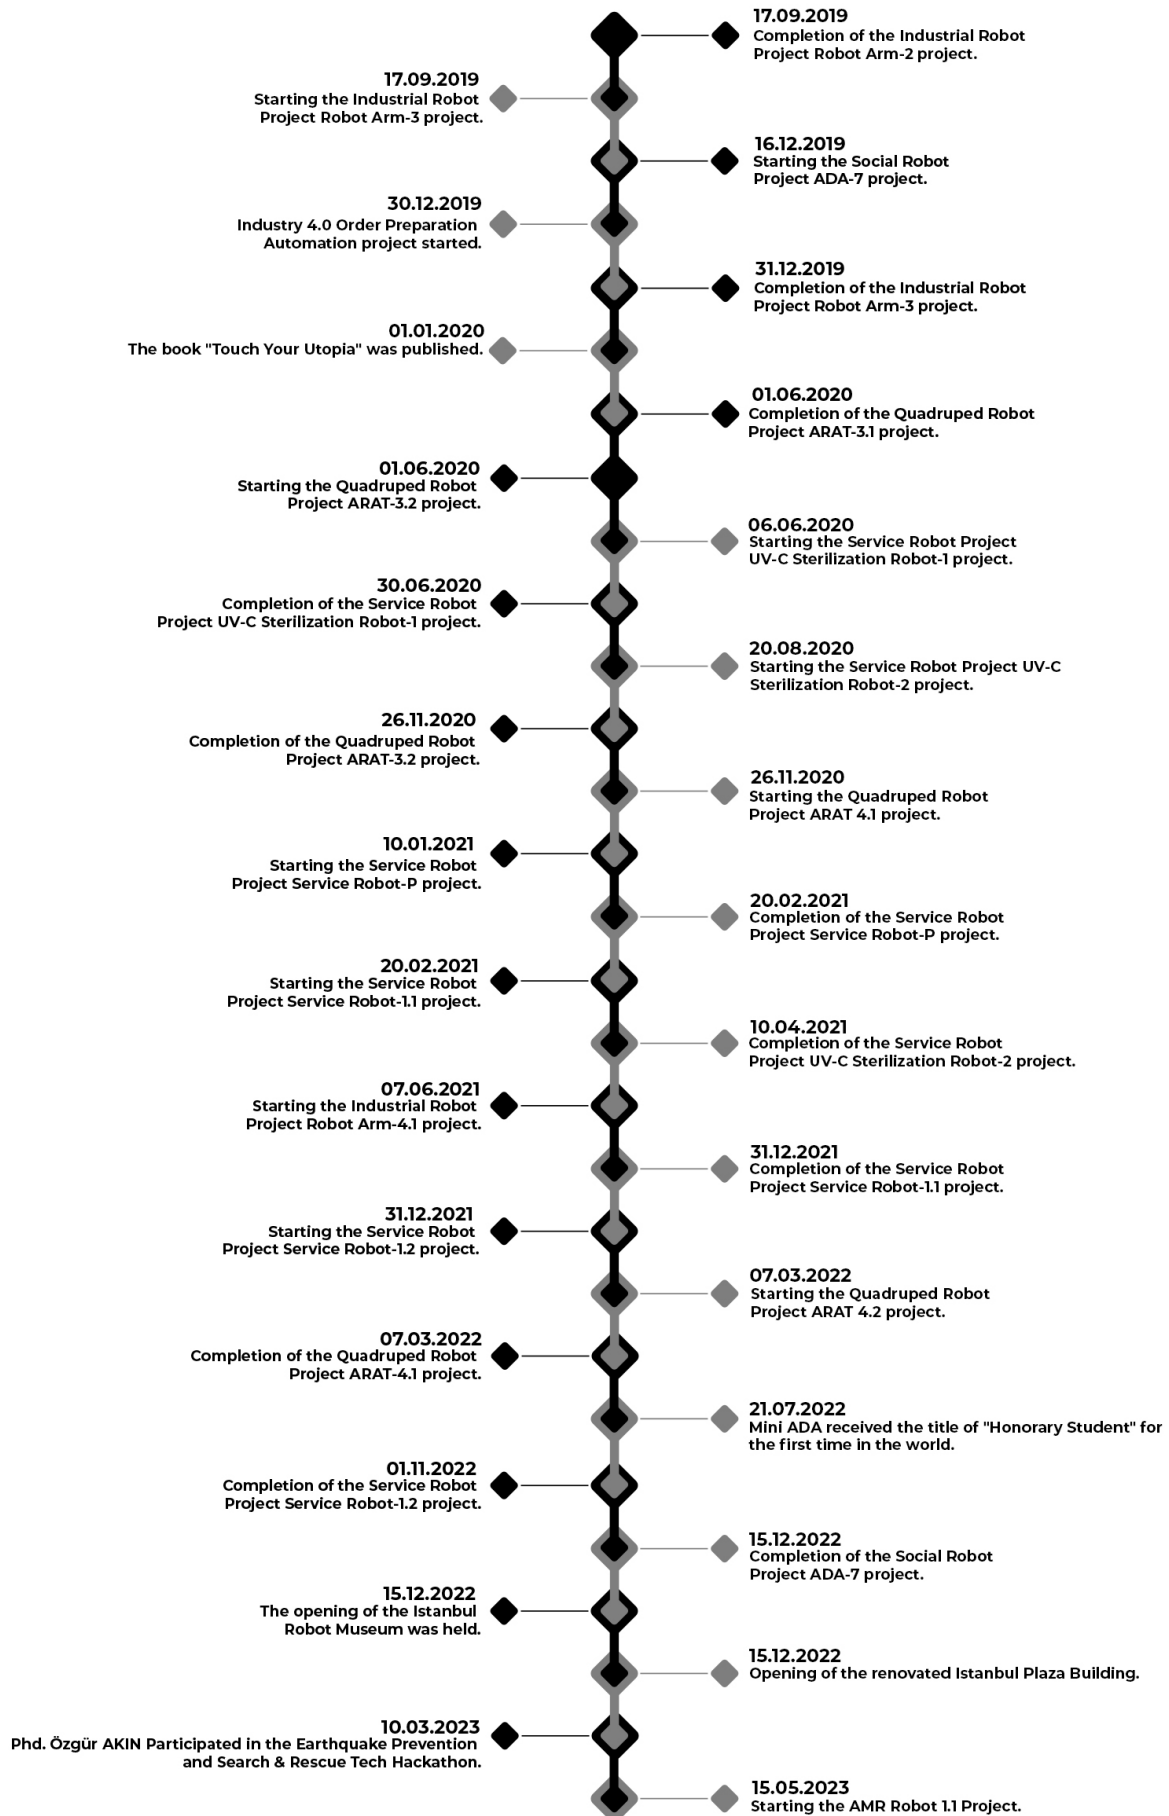 17.09.2019
Completion of the Industrial Robot
Project Robot Arm-2 project.
17.09.2019
Starting the Industrial Robot
Project Robot Arm-3 project.
16.12.2019
Starting the Social Robot
Project ADA-7 project.
30.12.2019
Industry 4.0 Order Preparation
Automation project started.
31.12.2019
Completion of the Industrial Robot
Project Robot Arm-3 project.
01.01.2020
The book "Touch Your Utopia" was published.
01.06.2020
Completion of the Quadruped Robot
Project ARAT-3.1 project.
01.06.2020
Starting the Quadruped Robot
Project ARAT-3.2 project.
06.06.2020
Starting the Service Robot Project
UV-C Sterilization Robot-1 project.
30.06.2020
Completion of the Service Robot
Project UV-C Sterilization Robot-1 project.
20.08.2020
Starting the Service Robot Project UV-C
Sterilization Robot-2 project.
26.11.2020
Completion of the Quadruped Robot
Project ARAT-3.2 project.
26.11.2020
Starting the Quadruped Robot
Project ARAT 4.1 project.
10.01.2021
Starting the Service Robot
Project Service Robot-P project.
20.02.2021
Completion of the Service Robot
Project Service Robot-P project.
20.02.2021
Starting the Service Robot
Project Service Robot-1.1 project.
10.04.2021
Completion of the Service Robot
Project UV-C Sterilization Robot-2 project.
07.06.2021
Starting the Industrial Robot
Project Robot Arm-4.1 project.
31.12.2021
Completion of the Service Robot
Project Service Robot-1.1 project.
31.12.2021
Starting the Service Robot
Project Service Robot-1.2 project.
07.03.2022
Starting the Quadruped Robot
Project ARAT 4.2 project.
07.03.2022
Completion of the Quadruped Robot
Project ARAT-4.1 project.
21.07.2022
Mini ADA received the title of "Honorary Student" for
the first time in the world.
01.11.2022
Completion of the Service Robot
Project Service Robot-1.2 project.
15.12.2022
Completion of the Social Robot
Project ADA-7 project.
15.12.2022
The opening of the Istanbul
Robot Museum was held.
15.12.2022
Opening of the renovated Istanbul Plaza Building.
10.03.2023
Phd. Özgür AKIN Participated in the Earthquake Prevention
and Search & Rescue Tech Hackathon.
15.05.2023
Starting the AMR Robot 1.1 Project.